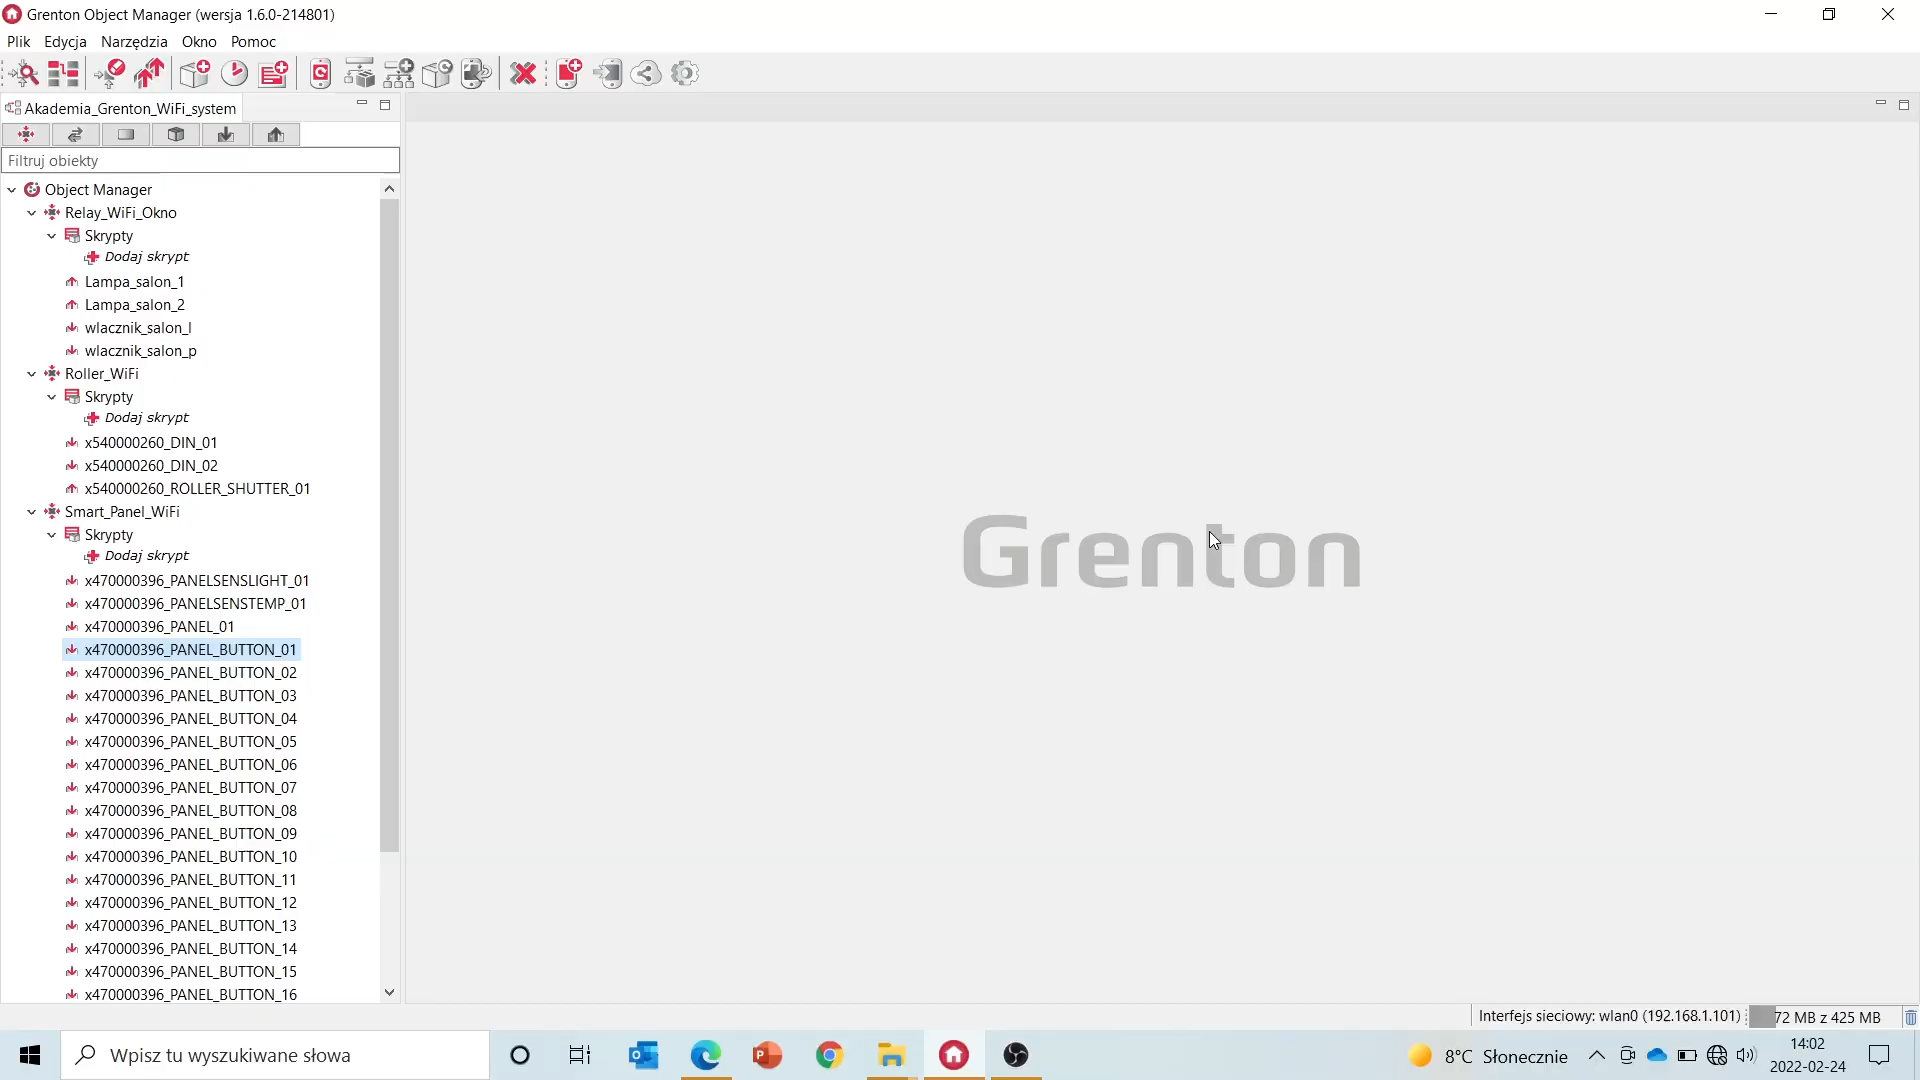 Grenton Object Manager (wersja 1.6.0-214801)
Plik Edycja Narzędzia Okno Pomoc
Akademia_Grenton_WiFi_system
Filtruj obiekty
Object Manager
Relay_WiFi_Okno
Skrypty
Dodaj skrypt
Lampa_salon_1
Lampa_salon_2
wlacznik_salon_l
wlacznik_salon_p
Roller_WiFi
Skrypty
Dodaj skrypt
x540000260_DIN_01
x540000260_DIN_02
x540000260_ROLLER_SHUTTER_01
Smart_Panel_WiFi
Skrypty
Dodaj skrypt
x470000396_PANELSENSLIGHT_01
x470000396_PANELSENSTEMP_01
x470000396_PANEL_01
x470000396_PANEL_BUTTON_01
x470000396_PANEL_BUTTON_02
x470000396_PANEL_BUTTON_03
x470000396_PANEL_BUTTON_04
x470000396_PANEL_BUTTON_05
x470000396_PANEL_BUTTON_06
x470000396_PANEL_BUTTON_07
x470000396_PANEL_BUTTON_08
x470000396_PANEL_BUTTON_09
x470000396_PANEL_BUTTON_10
x470000396_PANEL_BUTTON_11
x470000396_PANEL_BUTTON_12
x470000396_PANEL_BUTTON_13
x470000396_PANEL_BUTTON_14
x470000396_PANEL_BUTTON_15
x470000396_PANEL_BUTTON_16
Grenton
Interfejs sieciowy: wlan0 (192.168.1.101)
72 MB z 425 MB
Wpisz tu wyszukiwane słowa
8°C Słonecznie
14:02
2022-02-24